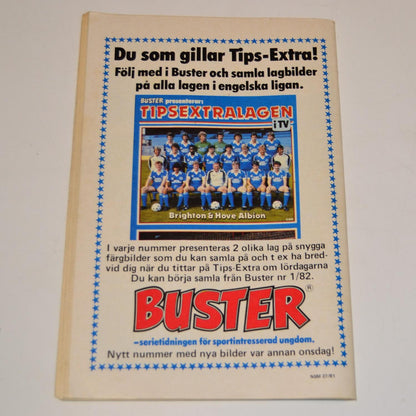 Du som gillar Tips-Extra!
Följ med i Buster och samla lagbilder
på alla lagen i engelska ligan.
BUSTER presenterar:
TIPSEXTRALAGEN
i TV
Brighton & Hove Albion
I varje nummer presenteras 2 olika lag på snygga
färgbilder som du kan samla på och t ex ha bred-
vid dig när du tittar på Tips-Extra om lördagarna
Du kan börja samla från Buster nr 1/82.
BUSTER®
–serietidningen för sportintresserad ungdom.
Nytt nummer med nya bilder var annan onsdag!